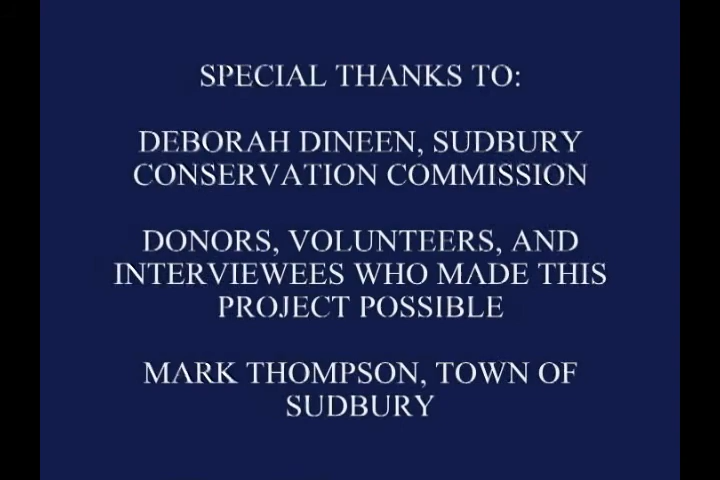 SPECIAL THANKS TO:
DEBORAH DINEEN, SUDBURY
CONSERVATION COMMISSION
DONORS, VOLUNTEERS, AND
INTERVIEWEES WHO MADE THIS
PROJECT POSSIBLE
MARK THOMPSON, TOWN OF
SUDBURY